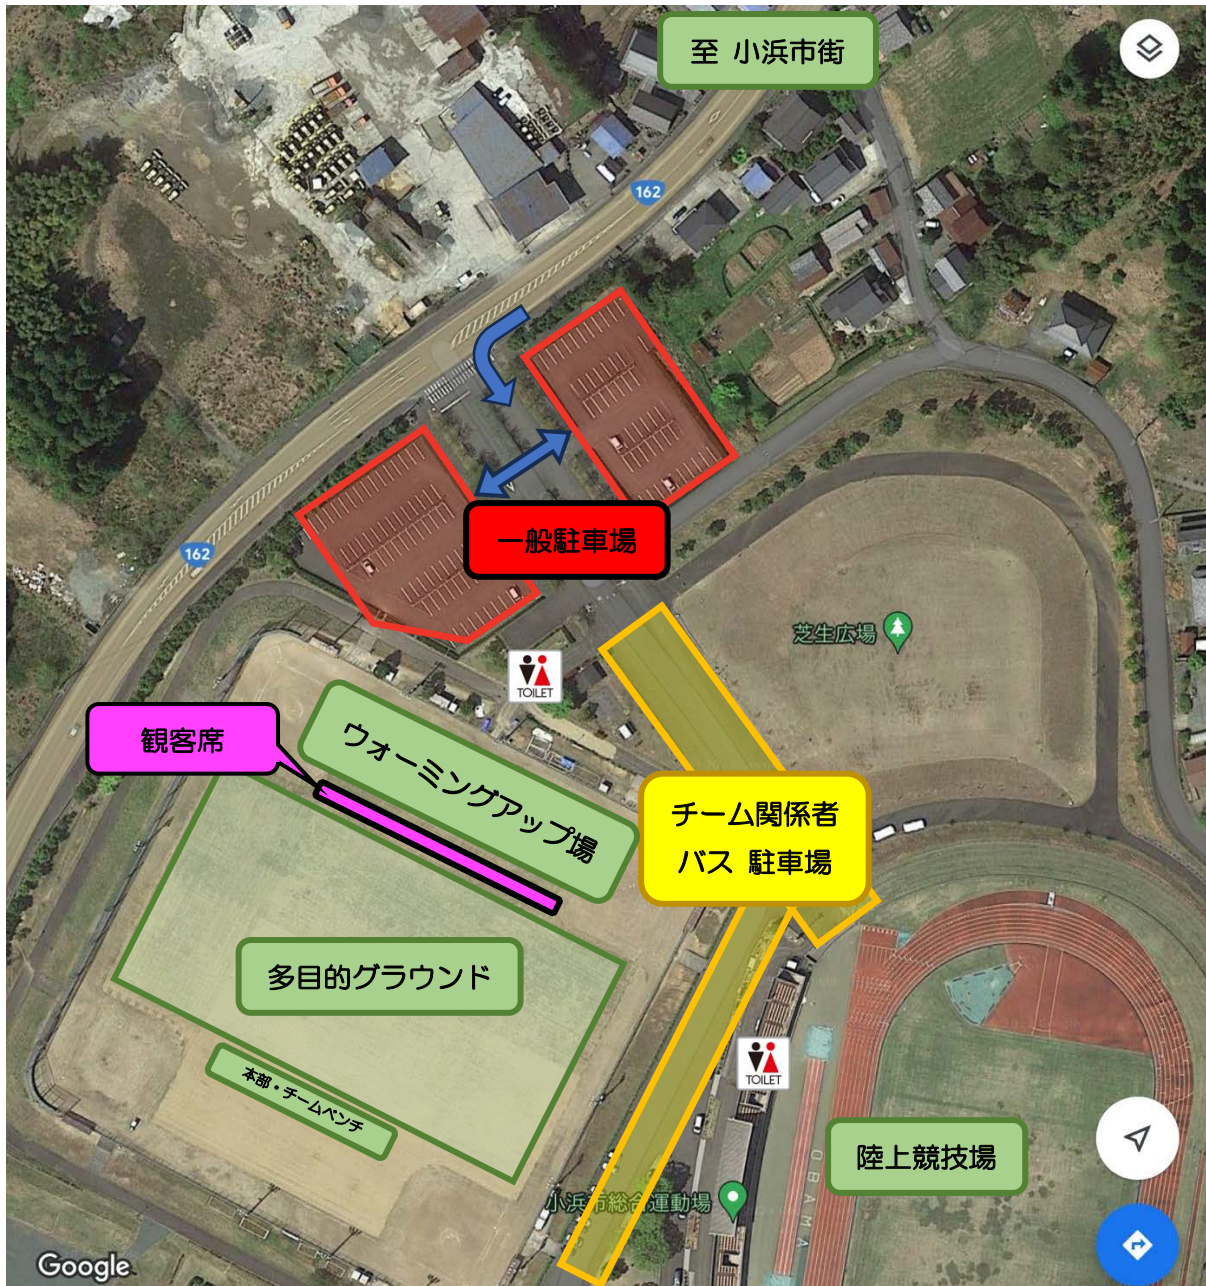 至 小浜市街
162
162
一般駐車場
芝生広場
TOILET
観客席
ウォーミングアップ場
チーム関係者
バス 駐車場
多目的グラウンド
本部・チームベンチ
TOILET
陸上競技場
OBAMA
小浜市総合運動場
Google